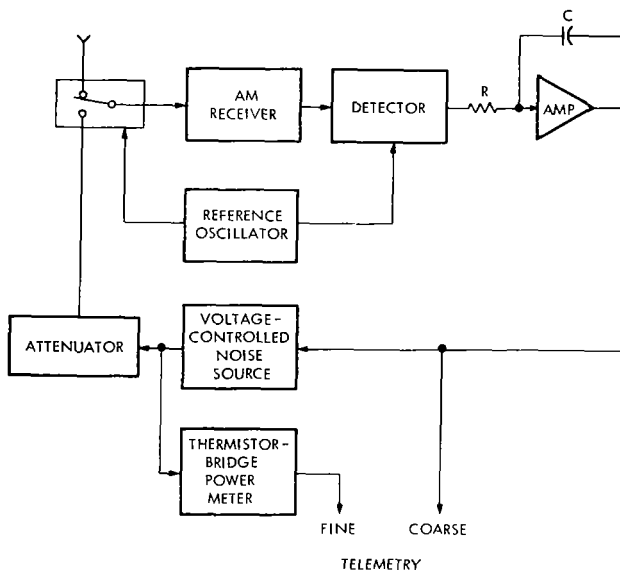 C
R
AM
RECEIVER
DETECTOR
AMP
REFERENCE
OSCILLATOR
ATTENUATOR
VOLTAGE-
CONTROLLED
NOISE
SOURCE
THERMISTOR-
BRIDGE
POWER
METER
FINE
COARSE
TELEMETRY